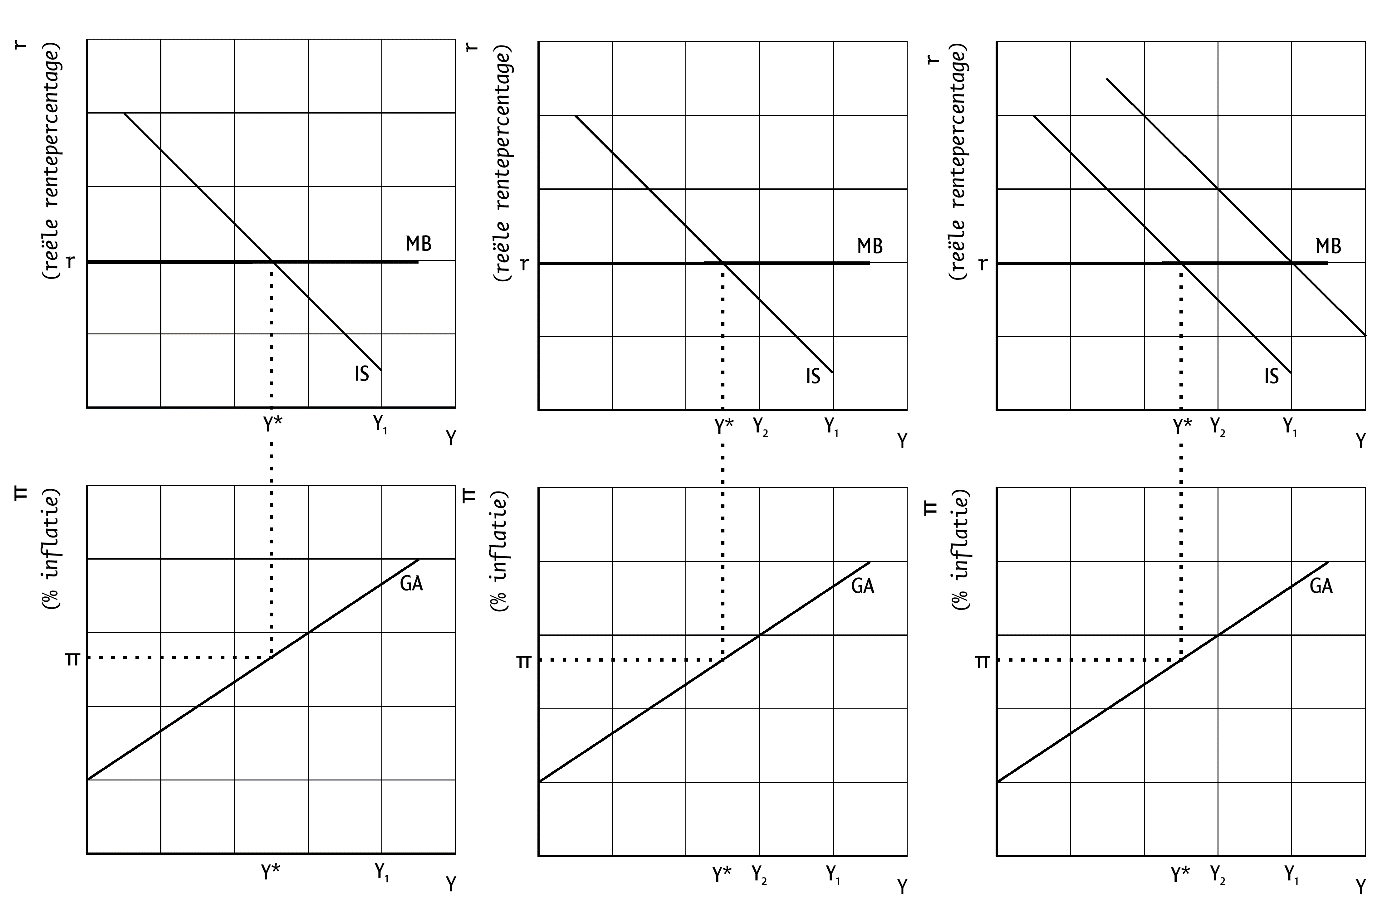 r
(reële rentepercentage)
MB
r
IS
Y*
Y₁
Y
π
(% inflatie)
GA
π
Y*
Y₁
Y
r
(reële rentepercentage)
MB
r
IS
Y*
Y₂
Y₁
Y
π
(% inflatie)
GA
π
Y*
Y₂
Y₁
Y
r
(reële rentepercentage)
MB
r
IS
Y*
Y₂
Y₁
Y
π
(% inflatie)
GA
π
Y*
Y₂
Y₁
Y